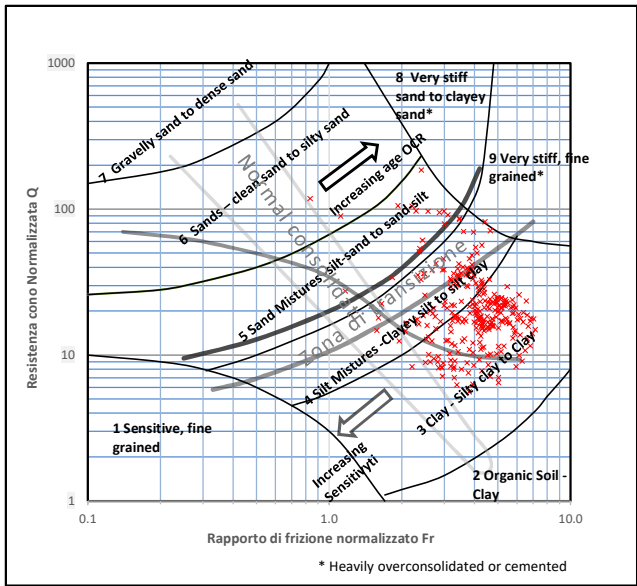 1000
100
10
1
Resistenza cono Normalizzata Q
7 Gravelly sand to dense sand
6 Sands – clean sand to silty sand
8 Very stiff
sand to clayey
sand*
Increasing age OCR
9 Very stiff, fine
grained*
Normal consolidati
Zona di Transizione
5 Sand Mixtures, silt-sand to sand-silt
4 Silt Mixtures -Clayey silt to silt clay
3 Clay - Silty clay to Clay
1 Sensitive, fine
grained
Increasing
Sensitivyti
2 Organic Soil -
Clay
0.1
1.0
10.0
Rapporto di frizione normalizzato Fr
* Heavily overconsolidated or cemented